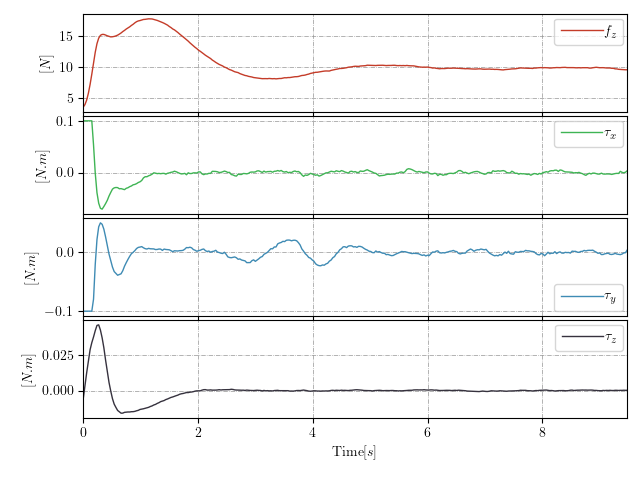 15
10
5
[N]
f_z
0.1
0.0
[N.m]
τ_x
0.0
−0.1
[N.m]
τ_y
0.025
0.000
[N.m]
τ_z
0 2 4 6 8
Time[s]